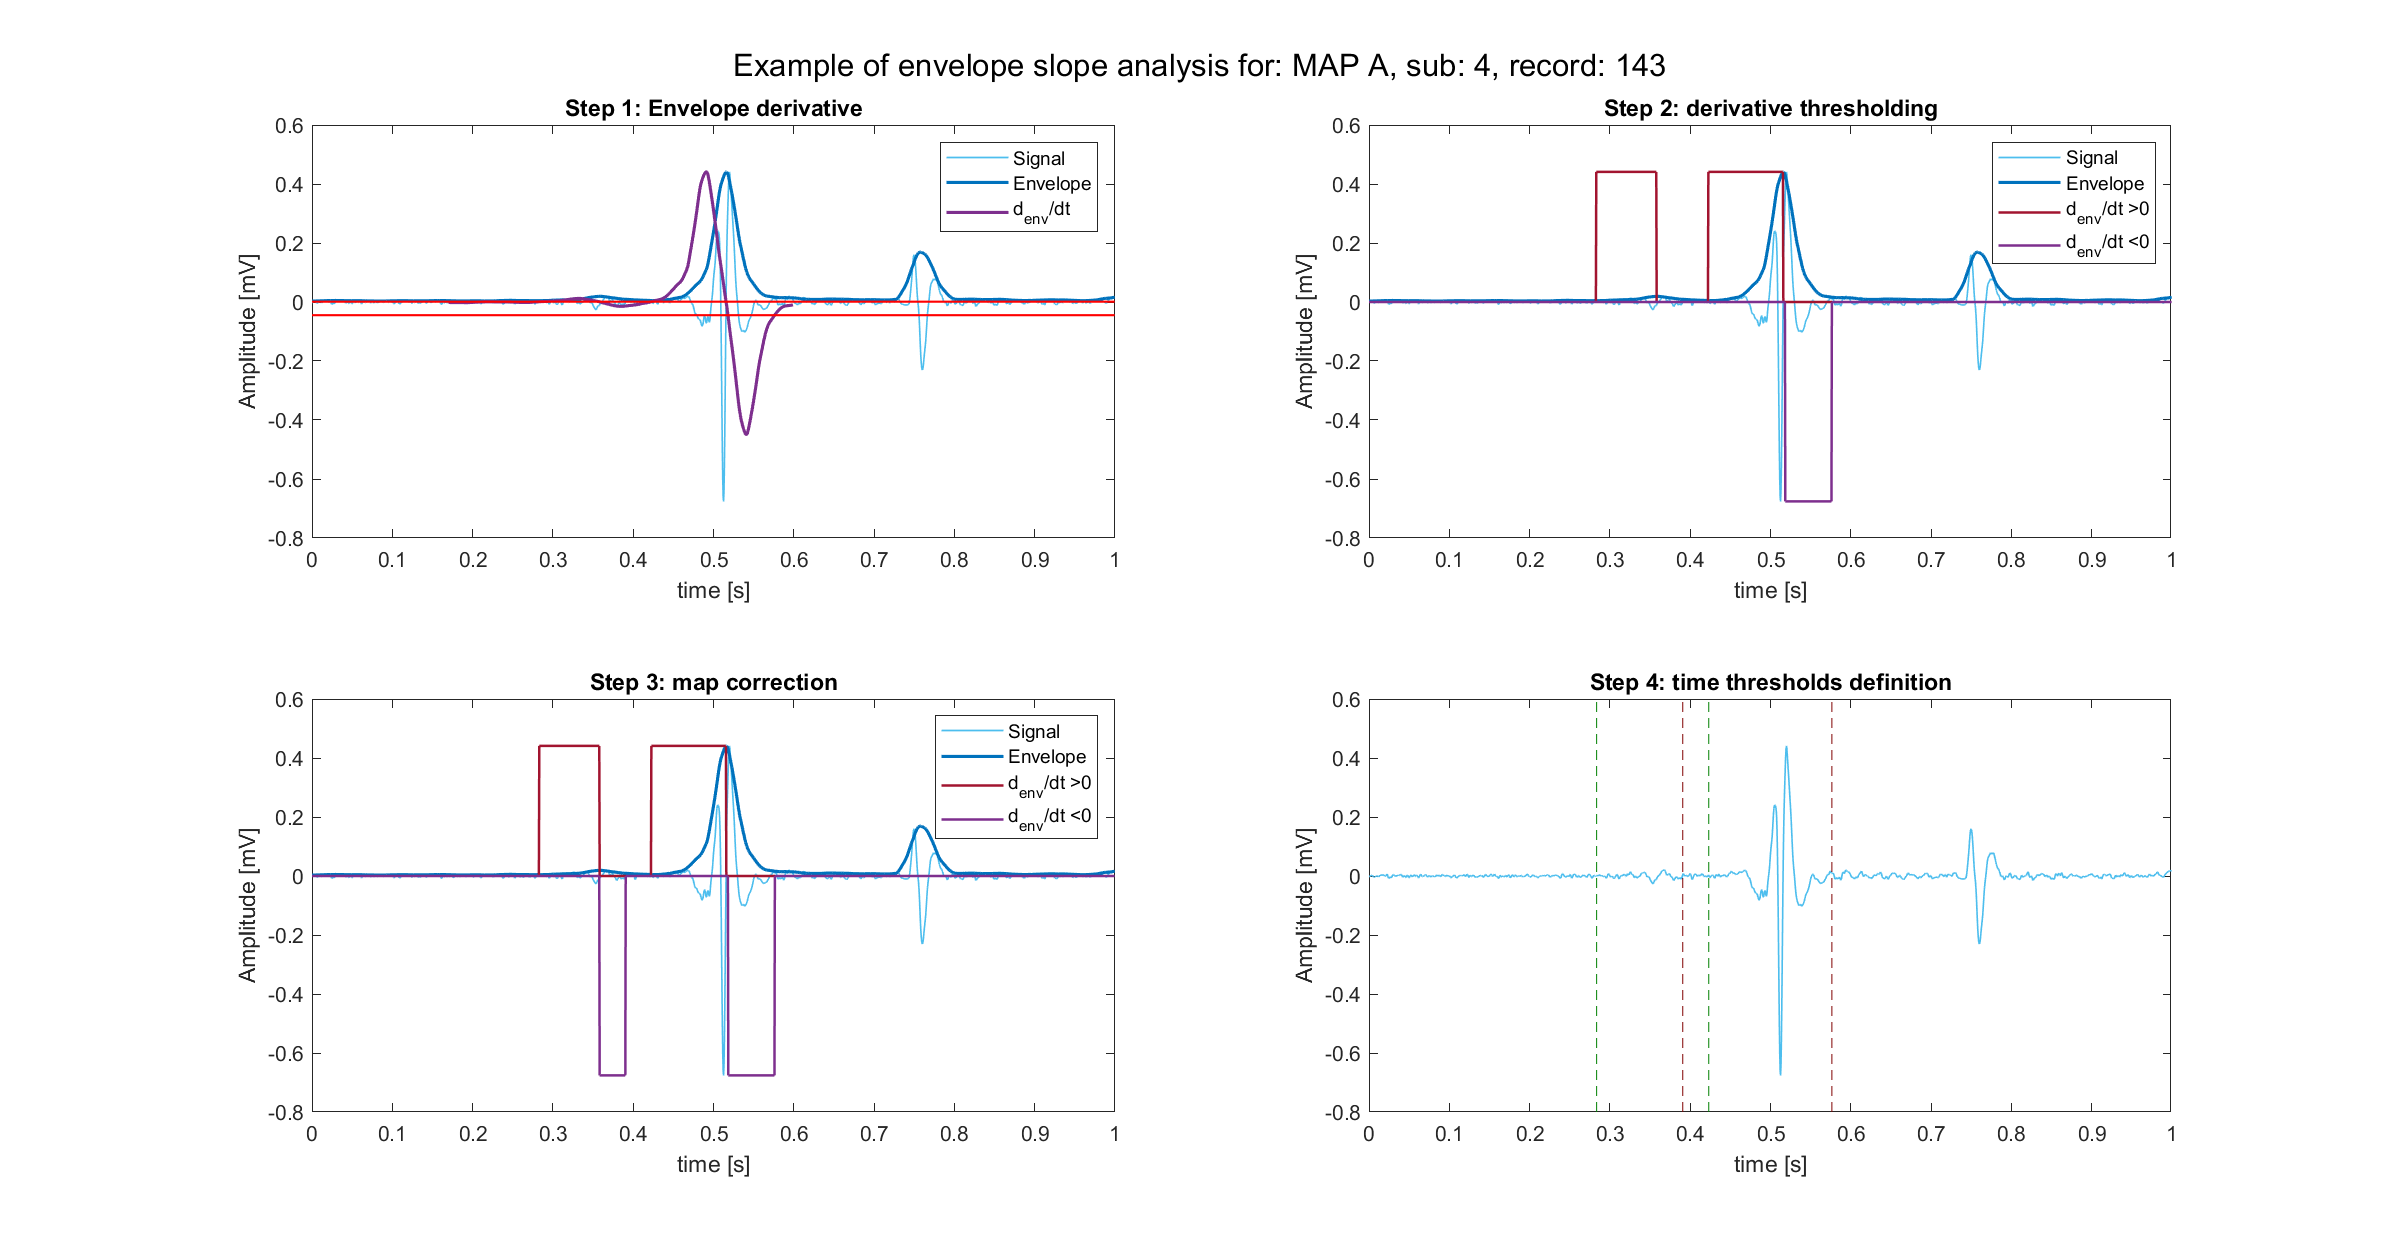 Example of envelope slope analysis for: MAP A, sub: 4, record: 143
Step 1: Envelope derivative
0.6
0.4
0.2
0
-0.2
-0.4
-0.6
-0.8
Amplitude [mV]
Signal
Envelope
d_env/dt
0 0.1 0.2 0.3 0.4 0.5 0.6 0.7 0.8 0.9 1
time [s]
Step 2: derivative thresholding
0.6
0.4
0.2
0
-0.2
-0.4
-0.6
-0.8
Amplitude [mV]
Signal
Envelope
d_env/dt >0
d_env/dt <0
0 0.1 0.2 0.3 0.4 0.5 0.6 0.7 0.8 0.9 1
time [s]
Step 3: map correction
0.6
0.4
0.2
0
-0.2
-0.4
-0.6
-0.8
Amplitude [mV]
Signal
Envelope
d_env/dt >0
d_env/dt <0
0 0.1 0.2 0.3 0.4 0.5 0.6 0.7 0.8 0.9 1
time [s]
Step 4: time thresholds definition
0.6
0.4
0.2
0
-0.2
-0.4
-0.6
-0.8
Amplitude [mV]
0 0.1 0.2 0.3 0.4 0.5 0.6 0.7 0.8 0.9 1
time [s]